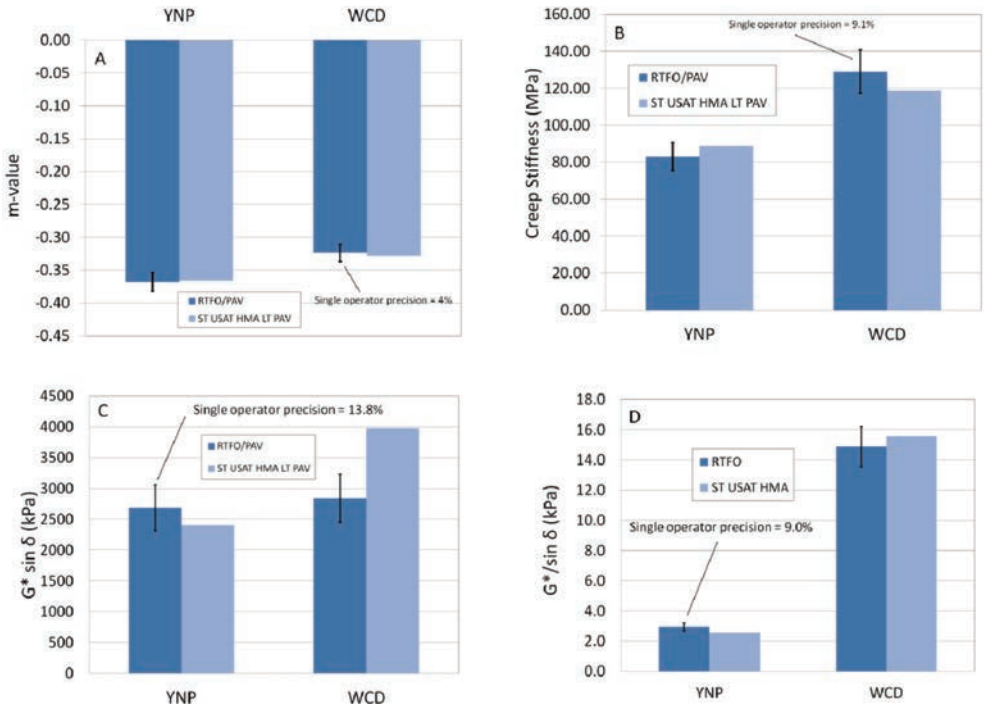 YNP WCD
A
0.00
-0.05
-0.10
-0.15
-0.20
-0.25
-0.30
-0.35
-0.40
-0.45
m-value
RTFO/PAV
ST USAT HMA LT PAV
Single operator precision = 4%
B
160.00
140.00
120.00
100.00
80.00
60.00
40.00
20.00
0.00
Creep Stiffness (MPa)
Single operator precision = 9.1%
RTFO/PAV
ST USAT HMA LT PAV
YNP WCD
C
4500
4000
3500
3000
2500
2000
1500
1000
500
0
G* sin δ (kPa)
Single operator precision = 13.8%
RTFO/PAV
ST USAT HMA LT PAV
YNP WCD
D
18.0
16.0
14.0
12.0
10.0
8.0
6.0
4.0
2.0
0.0
G*/sin δ (kPa)
RTFO
ST USAT HMA
Single operator precision = 9.0%
YNP WCD